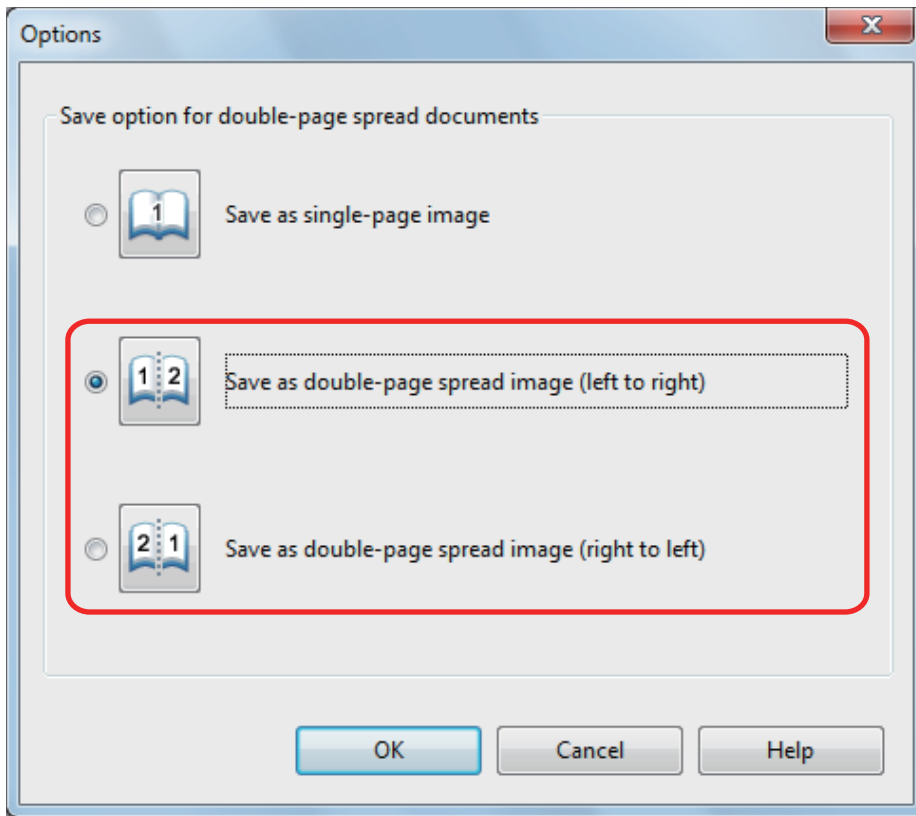 Options
Save option for double-page spread documents
1
Save as single-page image
1 2
Save as double-page spread image (left to right)
2 1
Save as double-page spread image (right to left)
OK
Cancel
Help